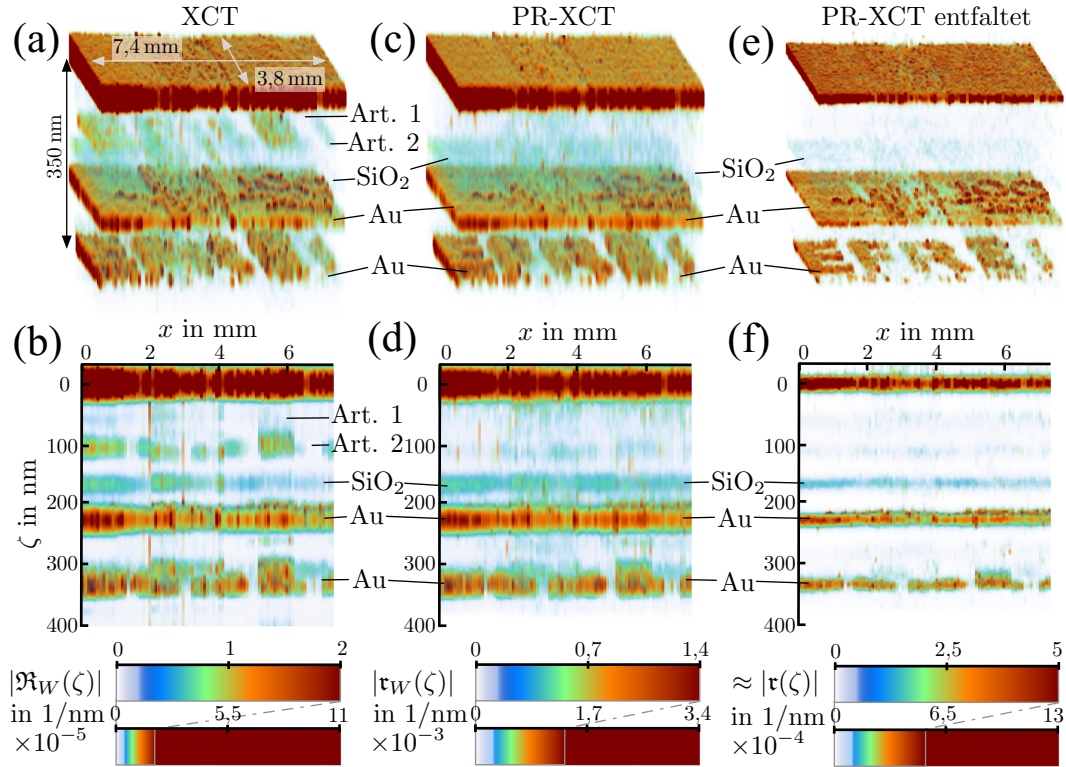 XCT
PR-XCT
PR-XCT entfaltet
(a)
(c)
(e)
7,4 mm
3,8 mm
350 nm
Art. 1
Art. 2
SiO₂
SiO₂
Au
Au
Au
Au
(b)
(d)
(f)
x in mm
x in mm
x in mm
0 2 4 6
0 2 4 6
0 2 4 6
ζ in nm
0
100
200
300
400
0
100
200
300
400
0
100
200
300
400
Art. 1
Art. 2
SiO₂
SiO₂
Au
Au
Au
Au
0 1 2
|ℜ_W(ζ)|
in 1/nm
0 5,5 11
×10⁻⁵
0 0,7 1,4
|𝔯_W(ζ)|
in 1/nm
0 1,7 3,4
×10⁻³
0 2,5 5
≈ |𝔯(ζ)|
in 1/nm
0 6,5 13
×10⁻⁴